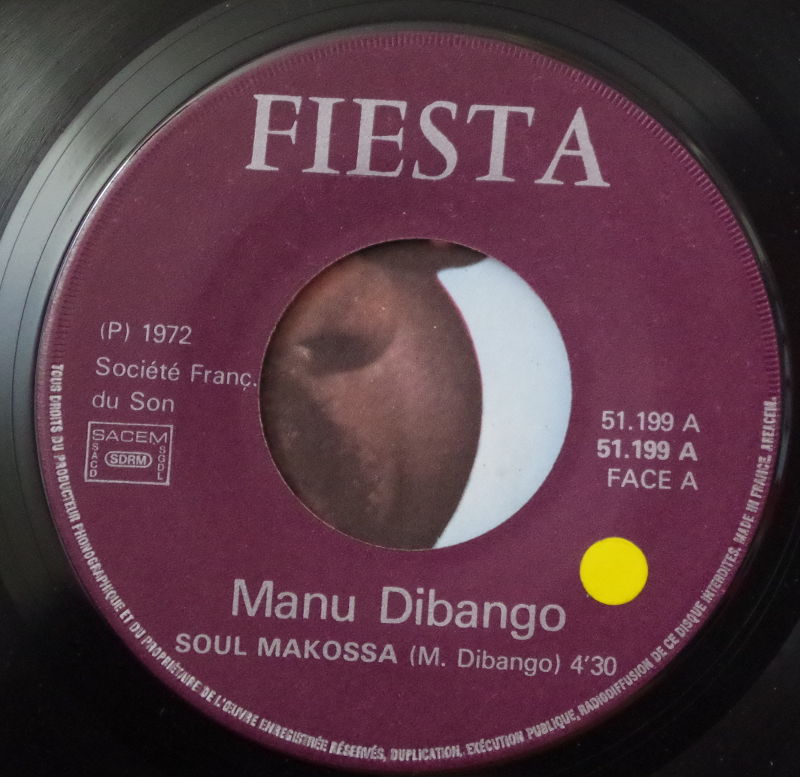 FIESTA
(P) 1972
Société Franç.
du Son
SACEM
SACD
SDRM
SGDL
51.199 A
51.199 A
FACE A
Manu Dibango
SOUL MAKOSSA (M. Dibango) 4'30
TOUS DROITS DU PRODUCTEUR PHONOGRAPHIQUE ET DU PROPRIÉTAIRE DE L'ŒUVRE ENREGISTRÉE RÉSERVÉS, DUPLICATION, EXÉCUTION PUBLIQUE, RADIODIFFUSION DE CE DISQUE INTERDITES. MADE IN FRANCE. AREACEM.